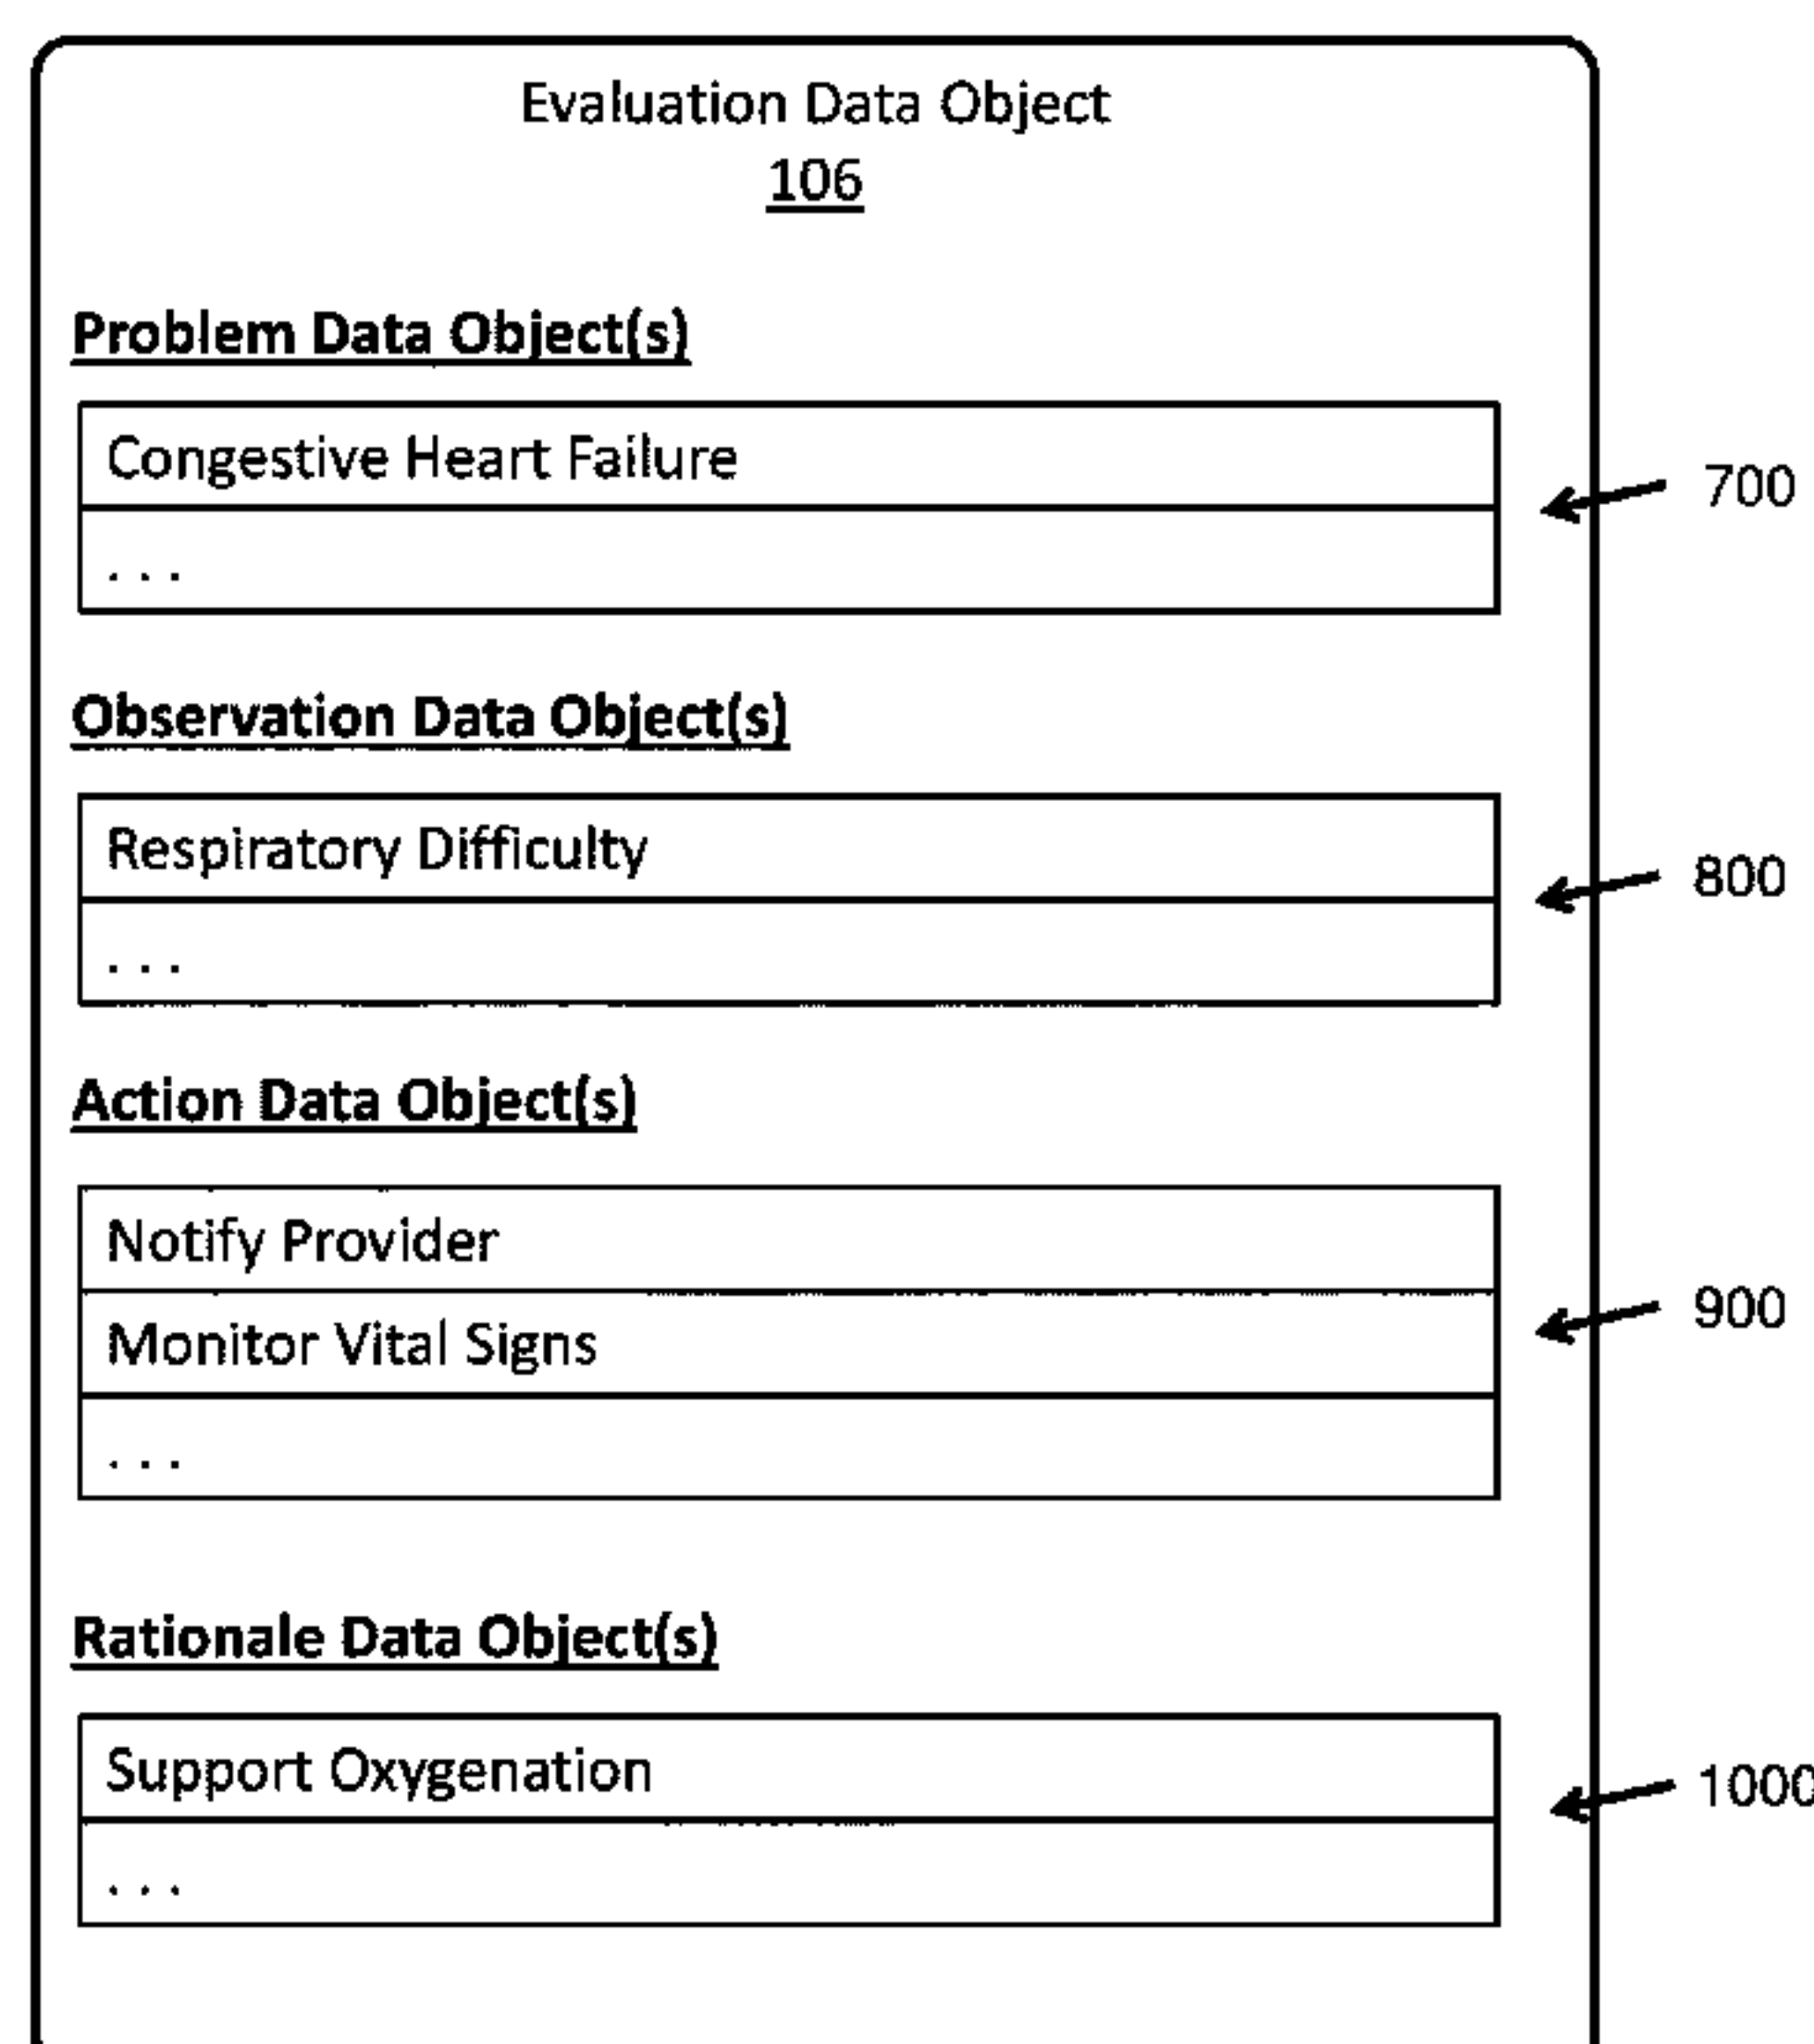 Evaluation Data Object
106
Problem Data Object(s)
Congestive Heart Failure
. . .
700
Observation Data Object(s)
Respiratory Difficulty
. . .
800
Action Data Object(s)
Notify Provider
Monitor Vital Signs
. . .
900
Rationale Data Object(s)
Support Oxygenation
. . .
1000